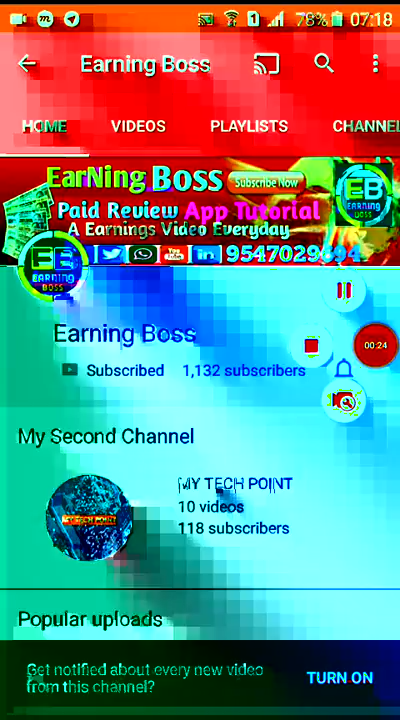 78% 07:18
Earning Boss
HOME VIDEOS PLAYLISTS CHANNEL
EarNing Boss Subscribe Now
EB
EARNING
BOSS
Paid Review App Tutorial
A Earnings Video Everyday
EARNING
BOSS
Earning Boss
00:24
Subscribed 1,132 subscribers
My Second Channel
MY TECH POINT
10 videos
118 subscribers
Popular uploads
Get notified about every new video
from this channel?
TURN ON